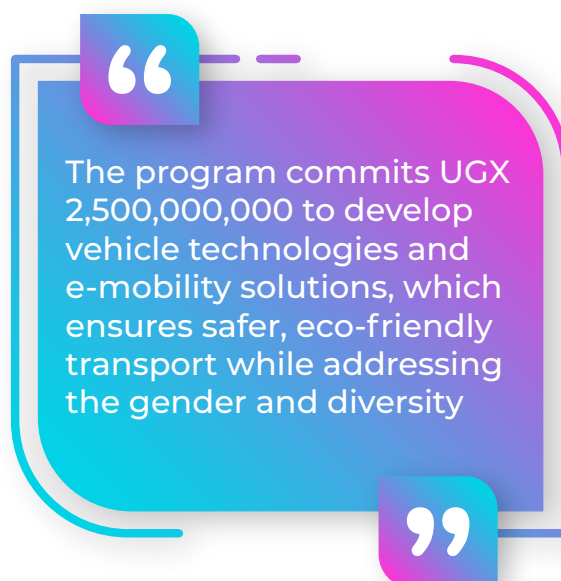 “
The program commits UGX
2,500,000,000 to develop
vehicle technologies and
e-mobility solutions, which
ensures safer, eco-friendly
transport while addressing
the gender and diversity
”